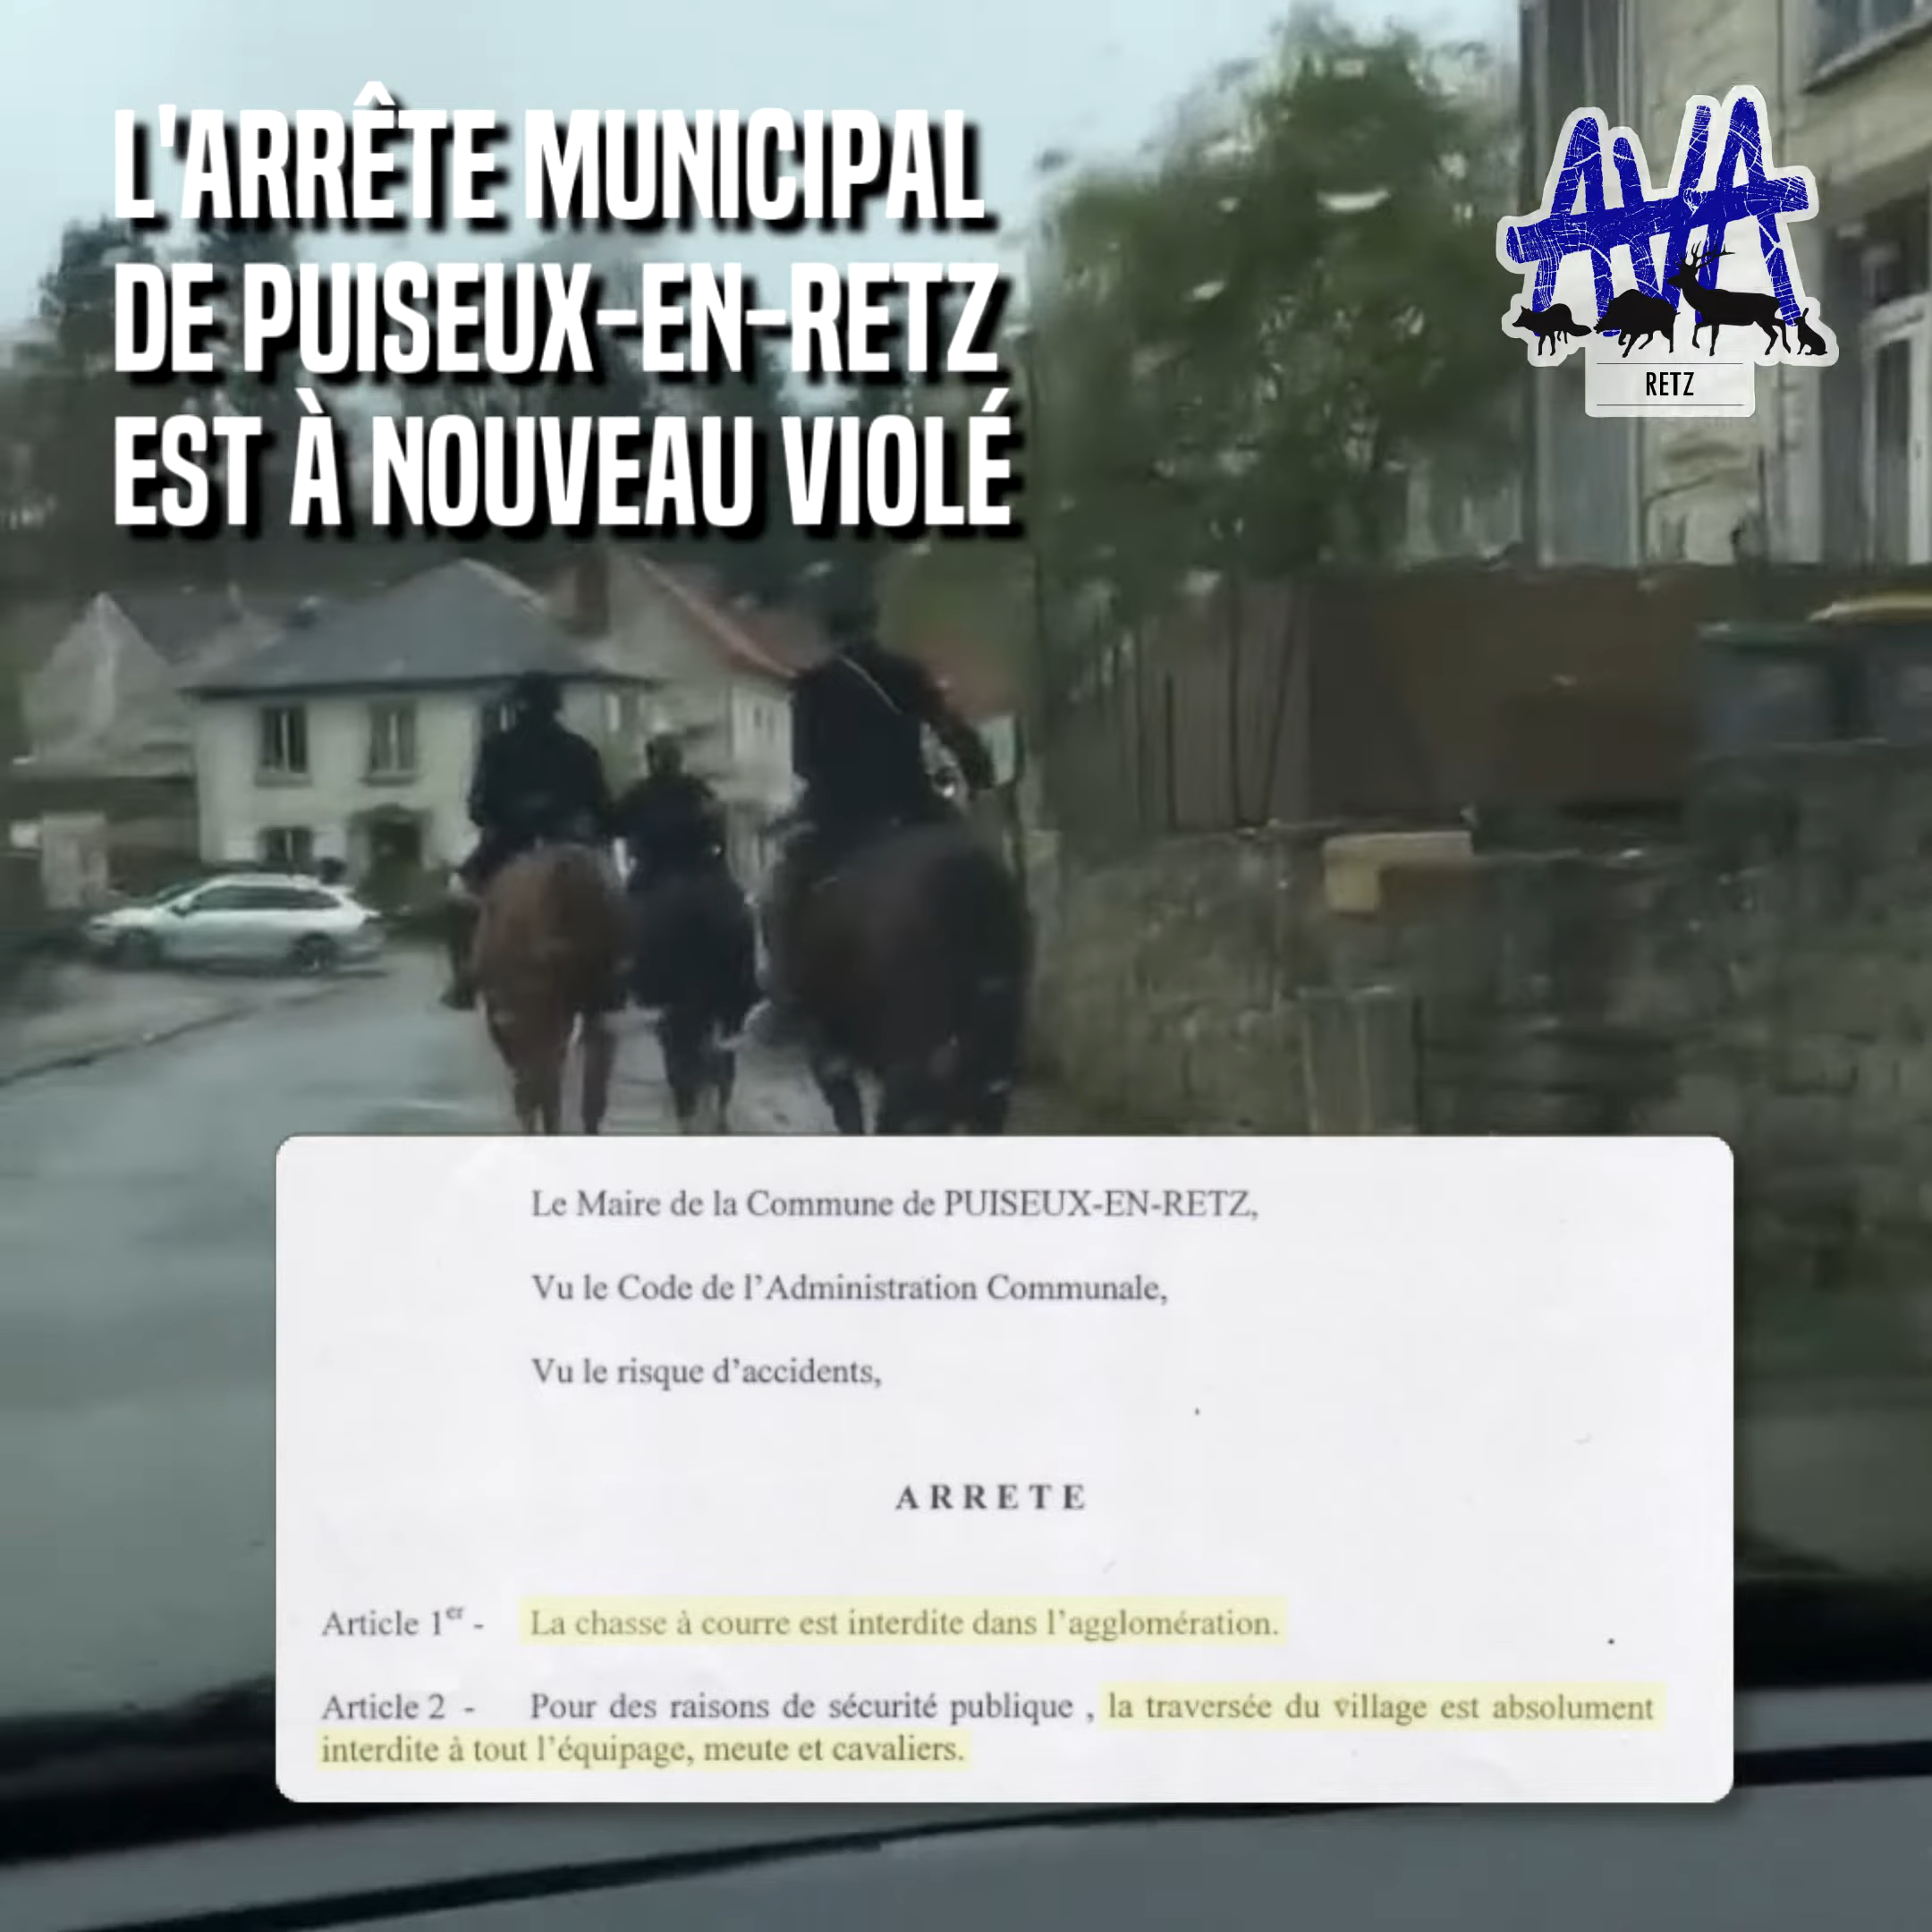 L'ARRÊTE MUNICIPAL
DE PUISEUX-EN-RETZ
EST À NOUVEAU VIOLÉ
AVA
RETZ
Le Maire de la Commune de PUISEUX-EN-RETZ,
Vu le Code de l'Administration Communale,
Vu le risque d'accidents,
ARRETE
Article 1er - La chasse à courre est interdite dans l'agglomération.
Article 2 - Pour des raisons de sécurité publique , la traversée du village est absolument
interdite à tout l'équipage, meute et cavaliers.